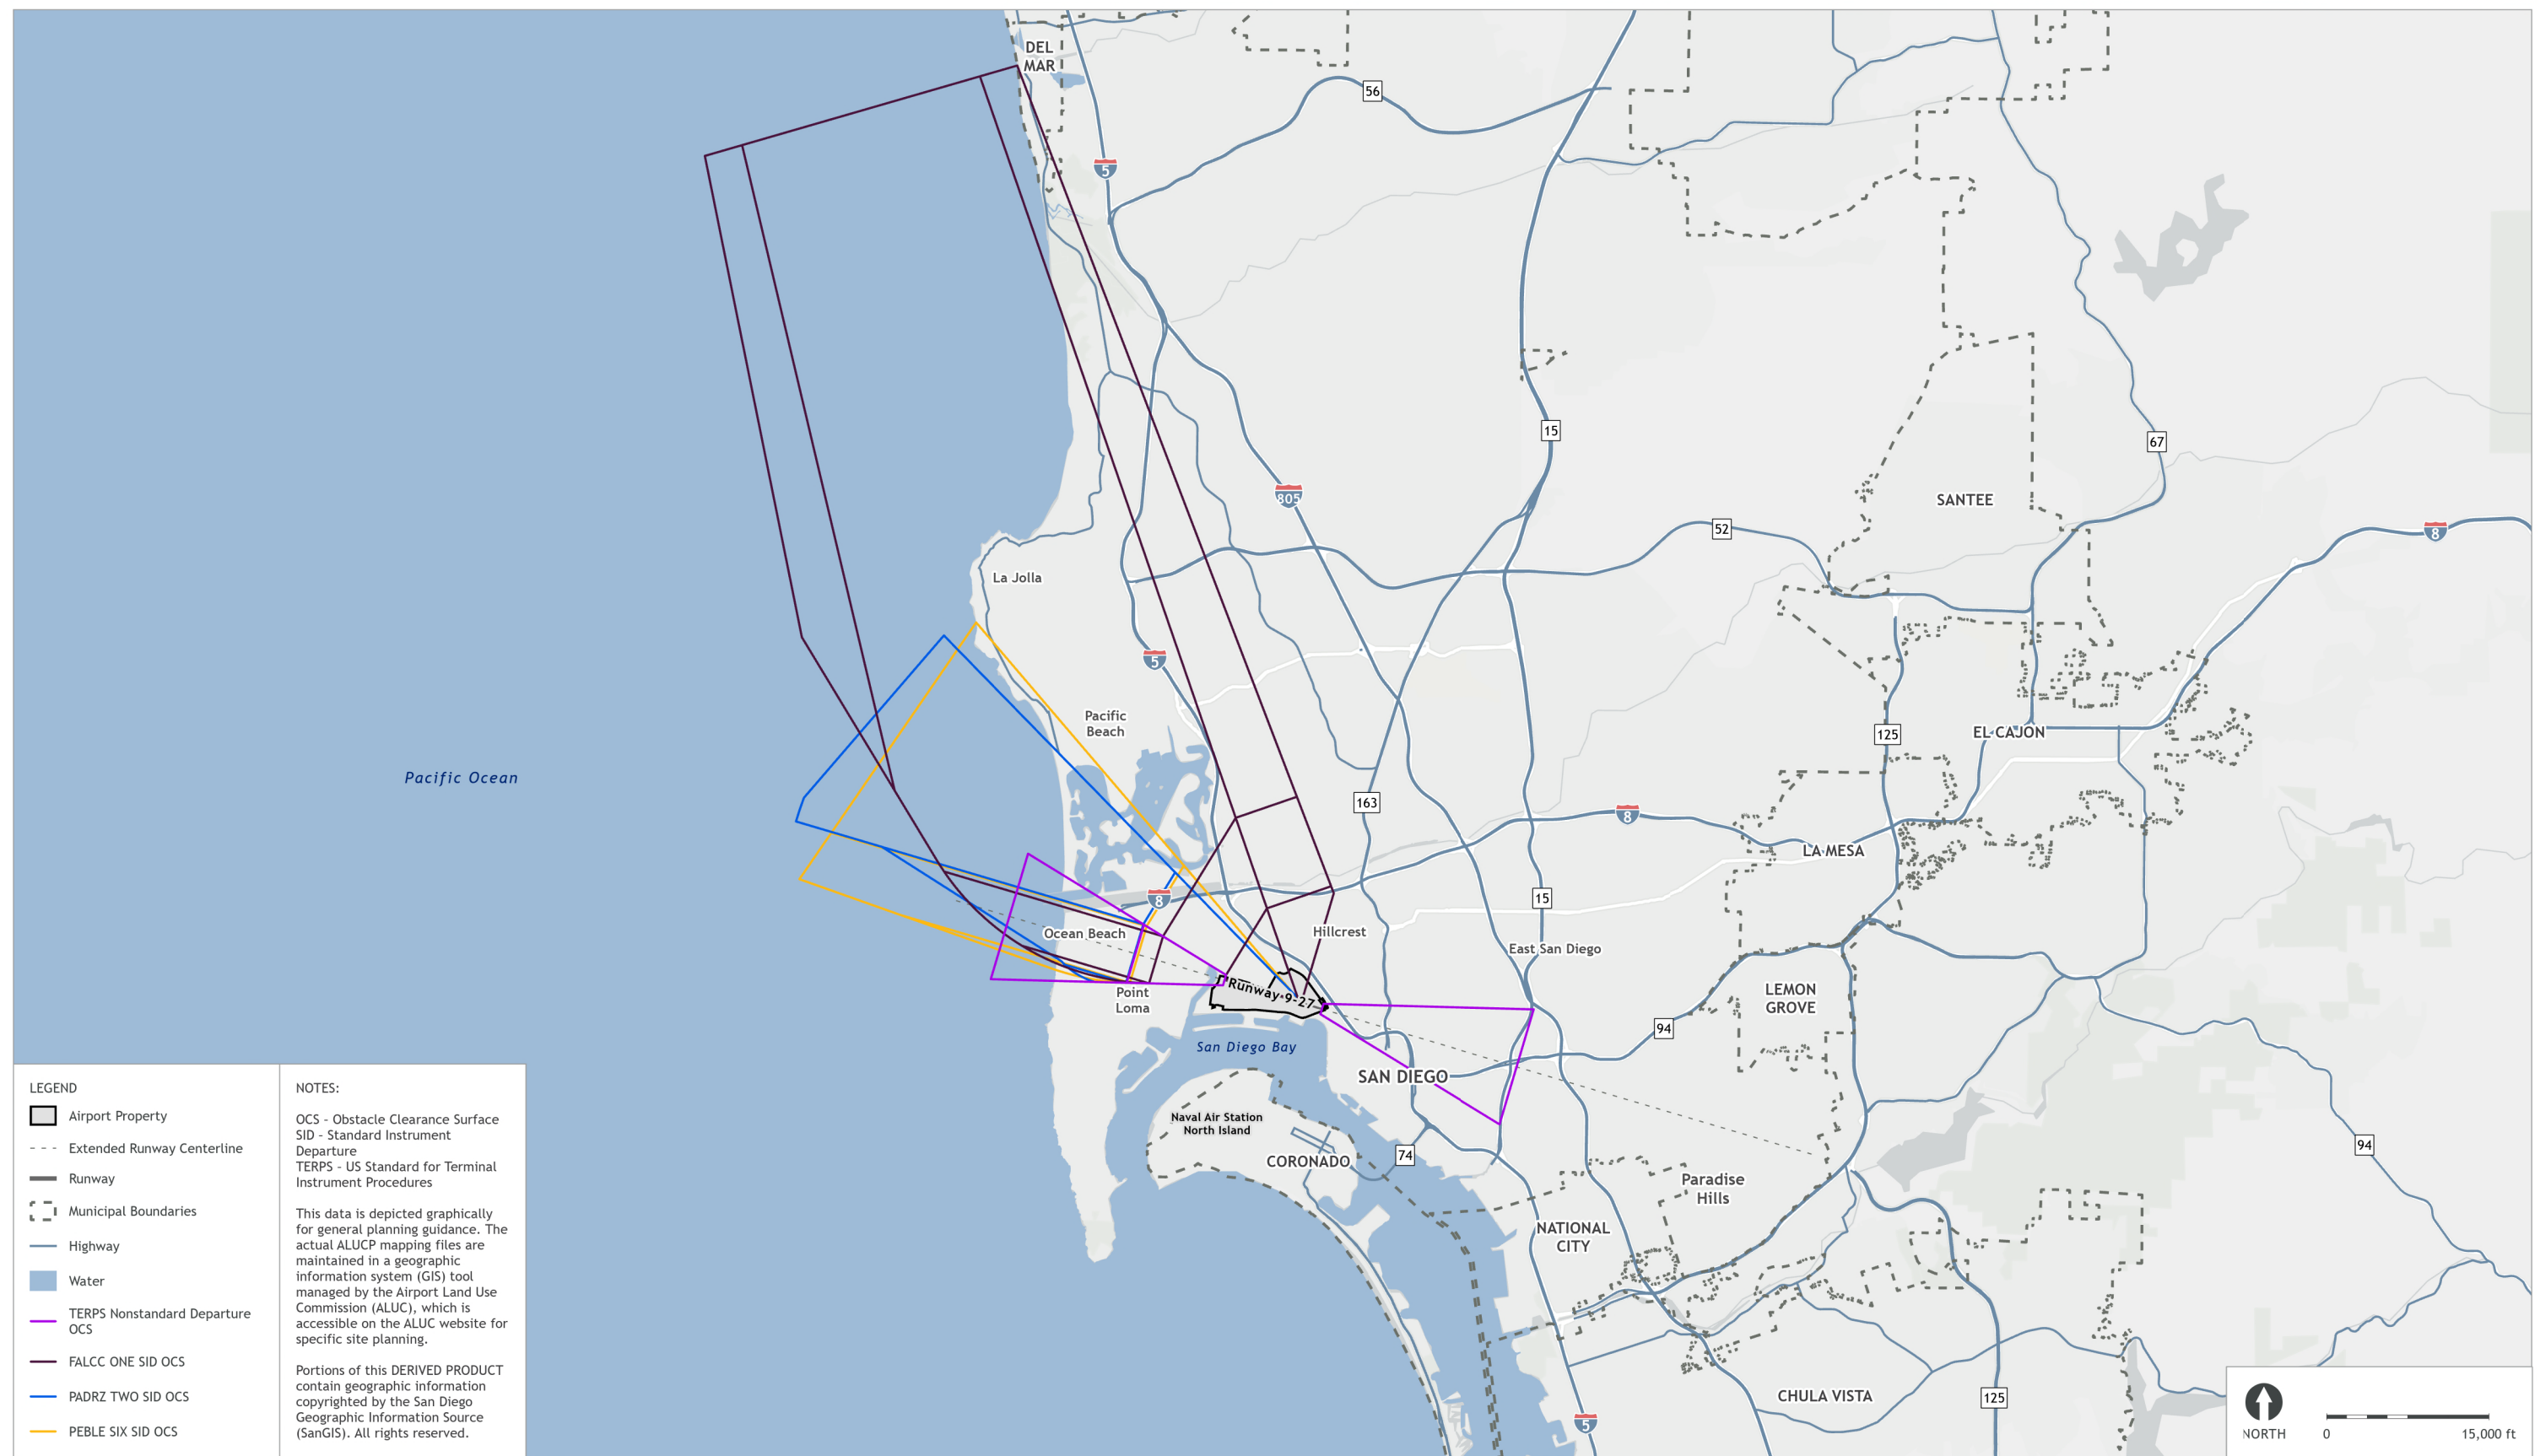 DEL
MAR
56
5
15
67
805
SANTEE
52
8
La Jolla
5
Pacific
Beach
125
EL CAJON
Pacific Ocean
163
8
LA MESA
8
15
Ocean Beach
Hillcrest
East San Diego
Point
Loma
Runway 9-27
LEMON
GROVE
94
San Diego Bay
SAN DIEGO
Naval Air Station
North Island
CORONADO
74
94
Paradise
Hills
NATIONAL
CITY
CHULA VISTA
125
5
LEGEND
Airport Property
Extended Runway Centerline
Runway
Municipal Boundaries
Highway
Water
TERPS Nonstandard Departure
OCS
FALCC ONE SID OCS
PADRZ TWO SID OCS
PEBLE SIX SID OCS
NOTES:
OCS - Obstacle Clearance Surface
SID - Standard Instrument
Departure
TERPS - US Standard for Terminal
Instrument Procedures
This data is depicted graphically
for general planning guidance. The
actual ALUCP mapping files are
maintained in a geographic
information system (GIS) tool
managed by the Airport Land Use
Commission (ALUC), which is
accessible on the ALUC website for
specific site planning.
Portions of this DERIVED PRODUCT
contain geographic information
copyrighted by the San Diego
Geographic Information Source
(SanGIS). All rights reserved.
NORTH
0 15,000 ft